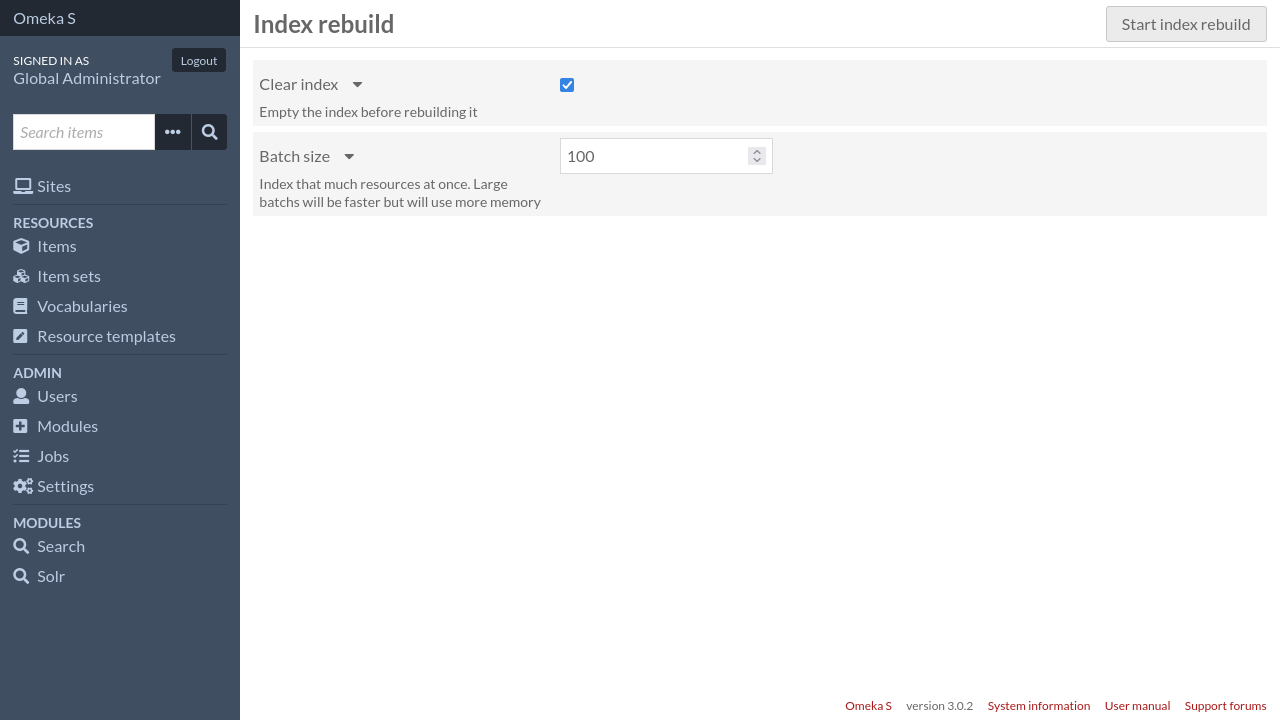 Omeka S
SIGNED IN AS
Global Administrator
Logout
Search items
Sites
RESOURCES
Items
Item sets
Vocabularies
Resource templates
ADMIN
Users
Modules
Jobs
Settings
MODULES
Search
Solr
Index rebuild
Start index rebuild
Clear index
Empty the index before rebuilding it
Batch size
100
Index that much resources at once. Large
batchs will be faster but will use more memory
Omeka S version 3.0.2 System information User manual Support forums